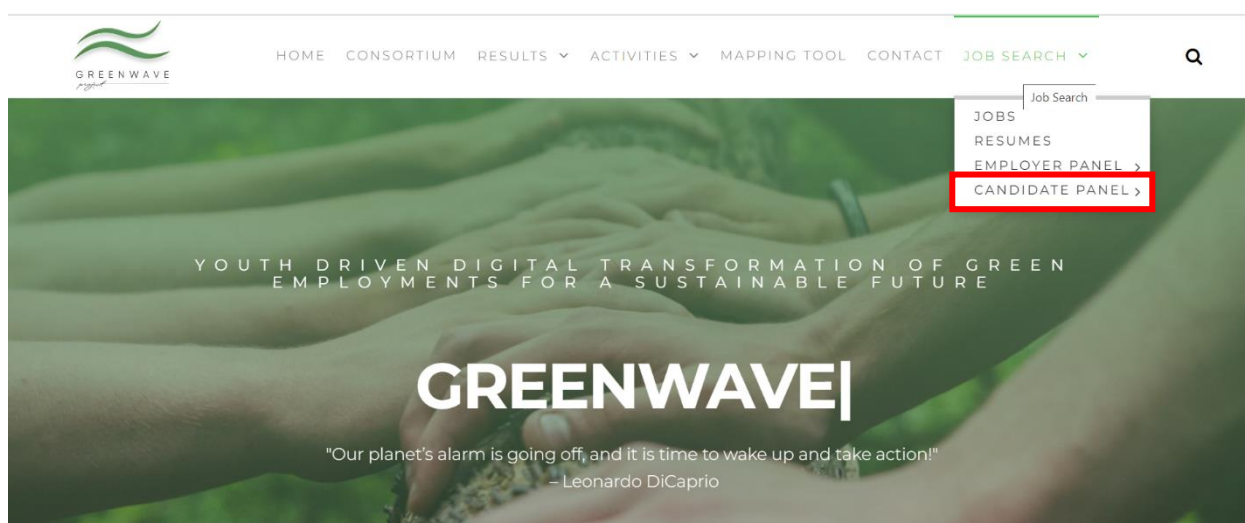 GREENWAVE
project
HOME CONSORTIUM RESULTS ACTIVITIES MAPPING TOOL CONTACT JOB SEARCH
Job Search
JOBS
RESUMES
EMPLOYER PANEL
CANDIDATE PANEL
YOUTH DRIVEN DIGITAL TRANSFORMATION OF GREEN
EMPLOYMENTS FOR A SUSTAINABLE FUTURE
GREENWAVE|
"Our planet's alarm is going off, and it is time to wake up and take action!"
– Leonardo DiCaprio